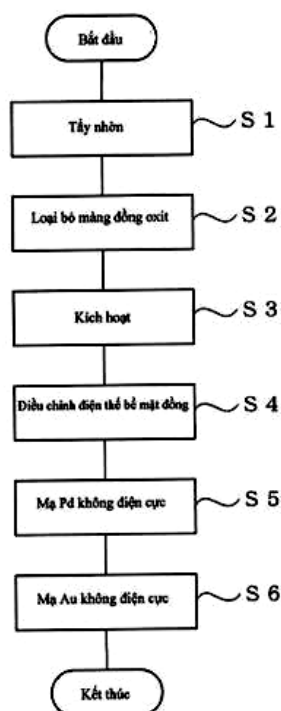 Bắt đầu
Tẩy nhờn
S 1
Loại bỏ màng đồng oxit
S 2
Kích hoạt
S 3
Điều chỉnh điện thế bề mặt đồng
S 4
Mạ Pd không điện cực
S 5
Mạ Au không điện cực
S 6
Kết thúc